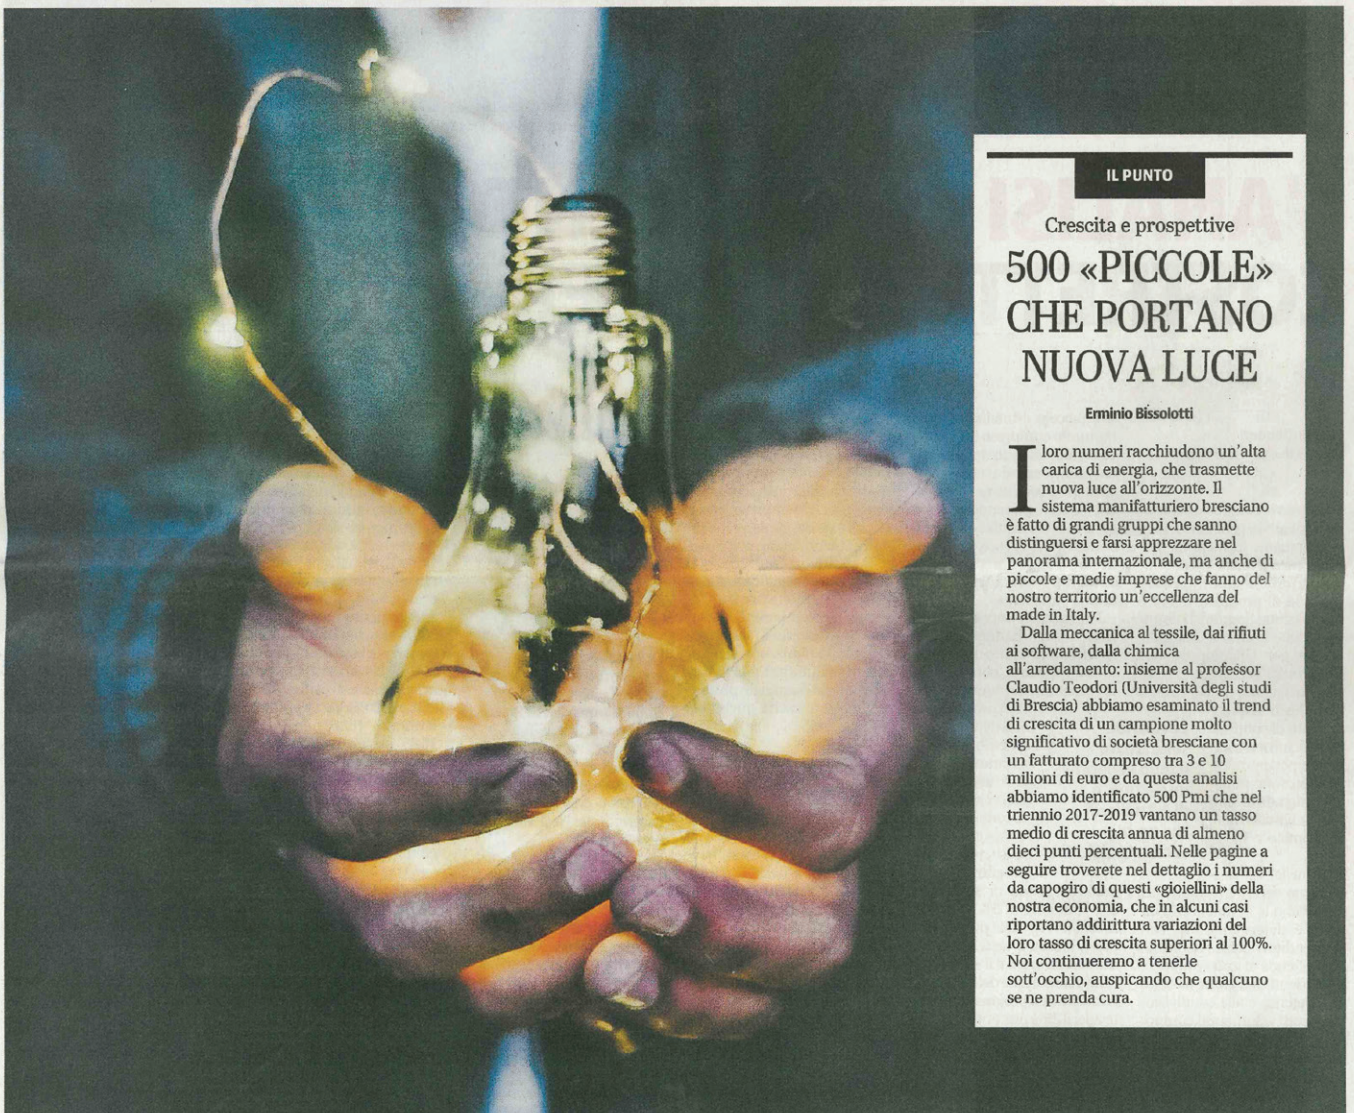 IL PUNTO
Crescita e prospettive
500 «PICCOLE»
CHE PORTANO
NUOVA LUCE
Erminio Bissolotti
I loro numeri racchiudono un'alta
carica di energia, che trasmette
nuova luce all'orizzonte. Il
sistema manifatturiero bresciano
è fatto di grandi gruppi che sanno
distinguersi e farsi apprezzare nel
panorama internazionale, ma anche di
piccole e medie imprese che fanno del
nostro territorio un'eccellenza del
made in Italy.
Dalla meccanica al tessile, dai rifiuti
ai software, dalla chimica
all'arredamento: insieme al professor
Claudio Teodori (Università degli studi
di Brescia) abbiamo esaminato il trend
di crescita di un campione molto
significativo di società bresciane con
un fatturato compreso tra 3 e 10
milioni di euro e da questa analisi
abbiamo identificato 500 Pmi che nel
triennio 2017-2019 vantano un tasso
medio di crescita annua di almeno
dieci punti percentuali. Nelle pagine a
seguire troverete nel dettaglio i numeri
da capogiro di questi «gioiellini» della
nostra economia, che in alcuni casi
riportano addirittura variazioni del
loro tasso di crescita superiori al 100%.
Noi continueremo a tenerle
sott'occhio, auspicando che qualcuno
se ne prenda cura.